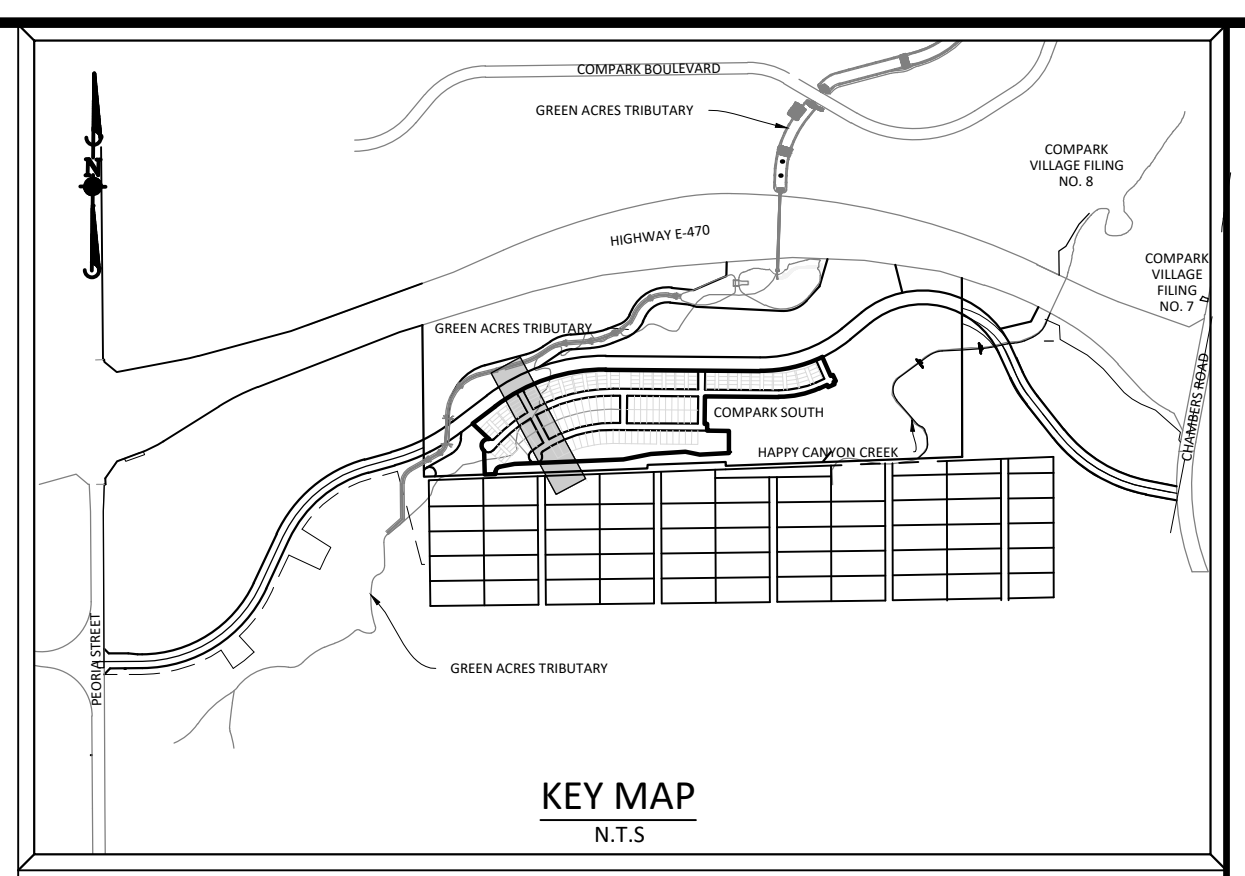 COMPARK BOULEVARD
GREEN ACRES TRIBUTARY
COMPARK
VILLAGE FILING
NO. 8
N
HIGHWAY E-470
COMPARK
VILLAGE
FILING
NO. 7
GREEN ACRES TRIBUTARY
CHAMBERS ROAD
COMPARK SOUTH
HAPPY CANYON CREEK
PEORIA STREET
GREEN ACRES TRIBUTARY
KEY MAP
N.T.S